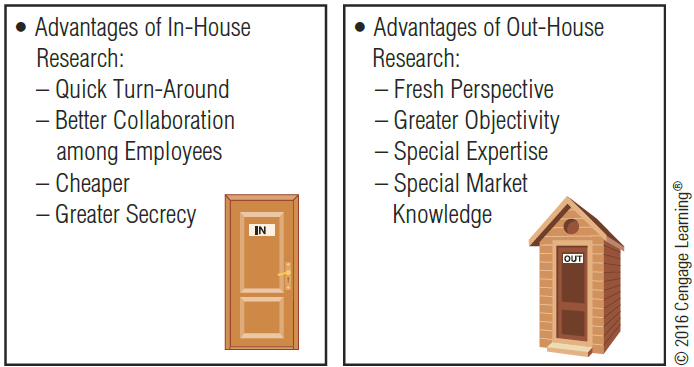 • Advantages of In-House
Research:
– Quick Turn-Around
– Better Collaboration
among Employees
– Cheaper
– Greater Secrecy
IN
• Advantages of Out-House
Research:
– Fresh Perspective
– Greater Objectivity
– Special Expertise
– Special Market
Knowledge
OUT
© 2016 Cengage Learning®